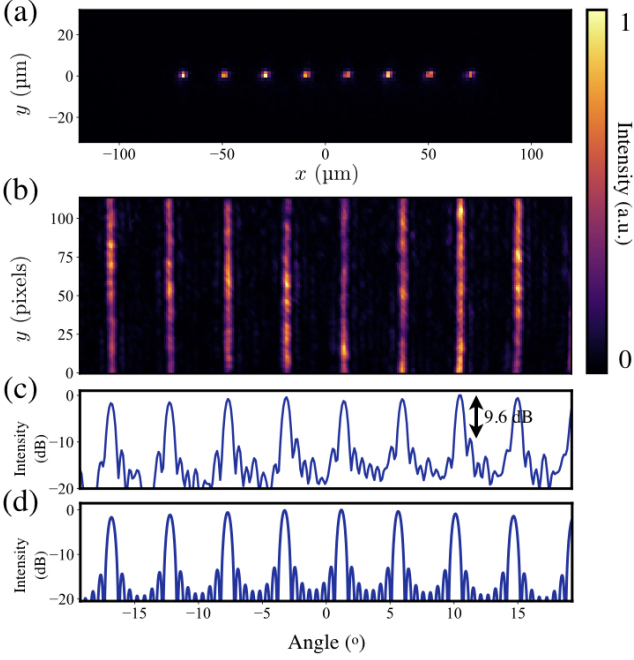 (a)
20
0
−20
y (µm)
−100
−50
0
50
100
x (µm)
1
Intensity (a.u.)
0
(b)
100
75
50
25
0
y (pixels)
(c)
0
−10
−20
Intensity
(dB)
9.6 dB
(d)
0
−10
−20
Intensity
(dB)
−15
−10
−5
0
5
10
15
Angle (º)